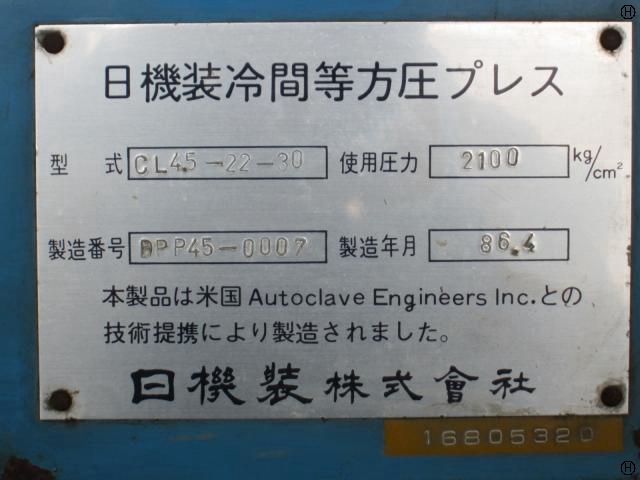 日機装冷間等方圧プレス
型 式 CL45-22-30 使用圧力 2100 kg/cm²
製造番号 DPP45-0007 製造年月 86.4
本製品は米国 Autoclave Engineers Inc.との
技術提携により製造されました。
日機装株式會社
16805320